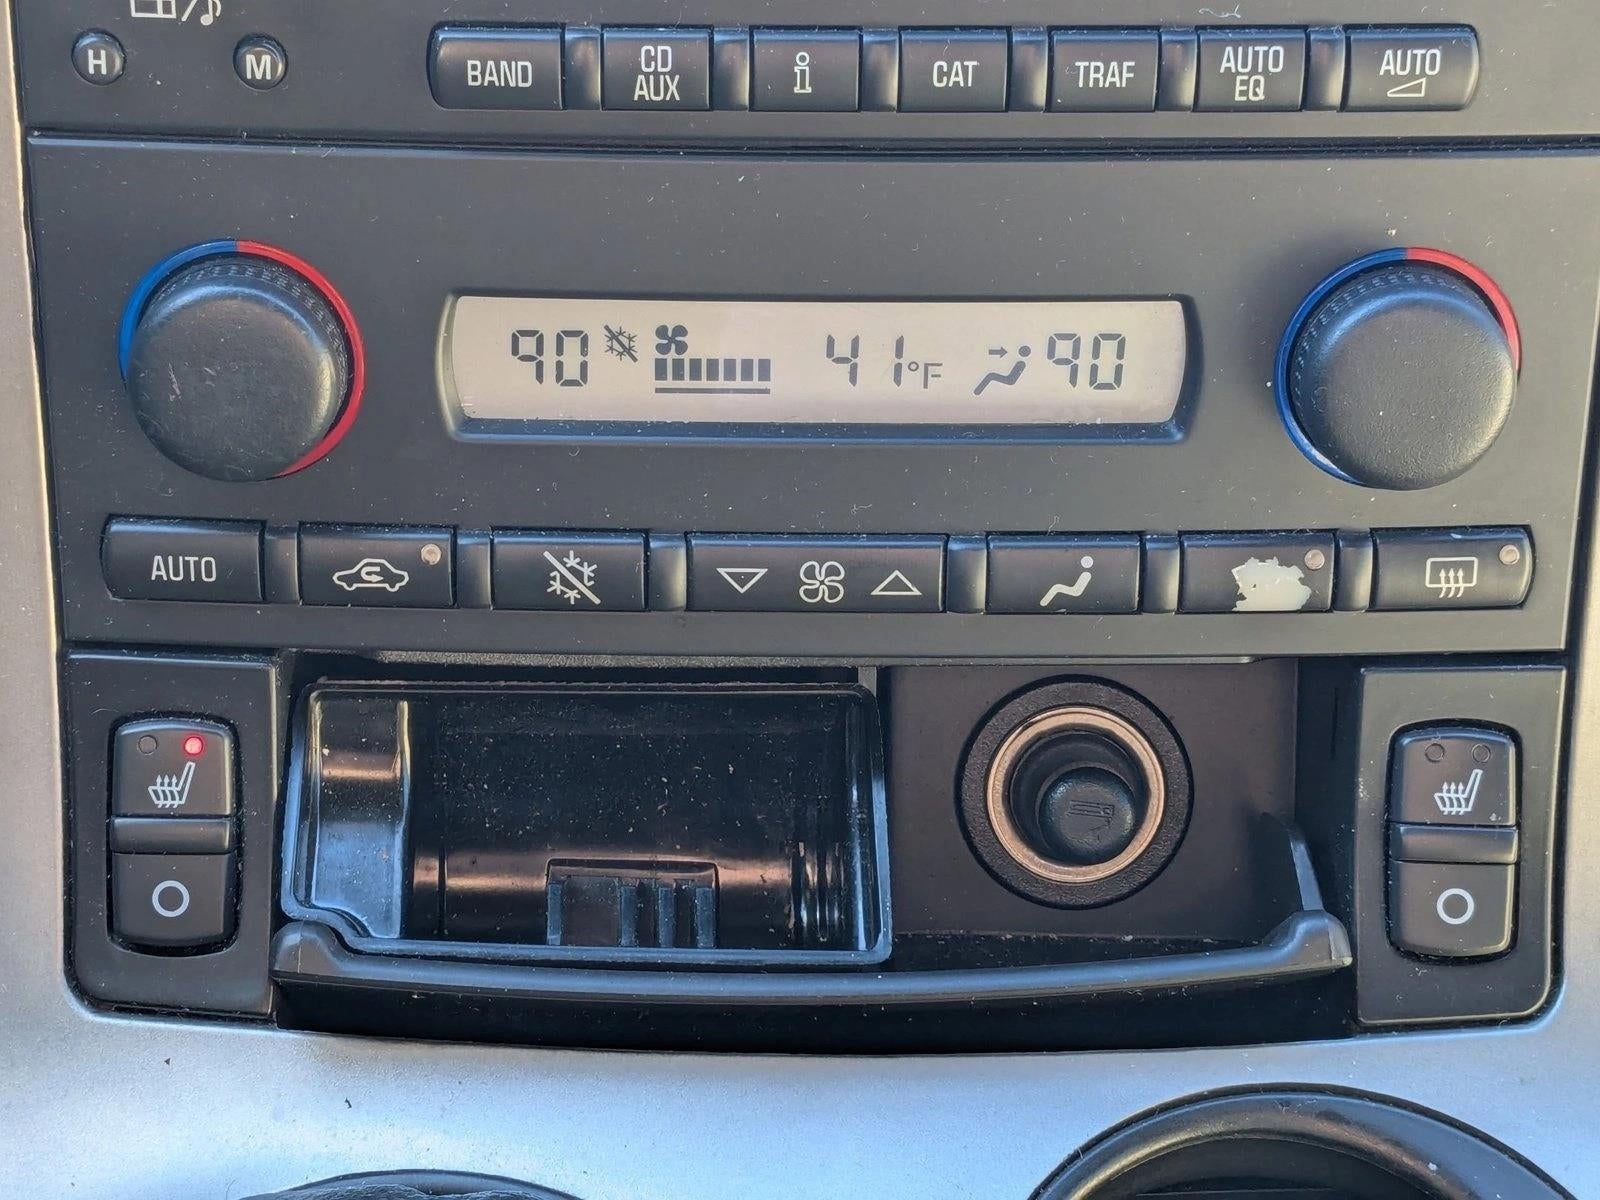 H M BAND CD AUX i CAT TRAF AUTO EQ AUTO
90 41°F 90
AUTO